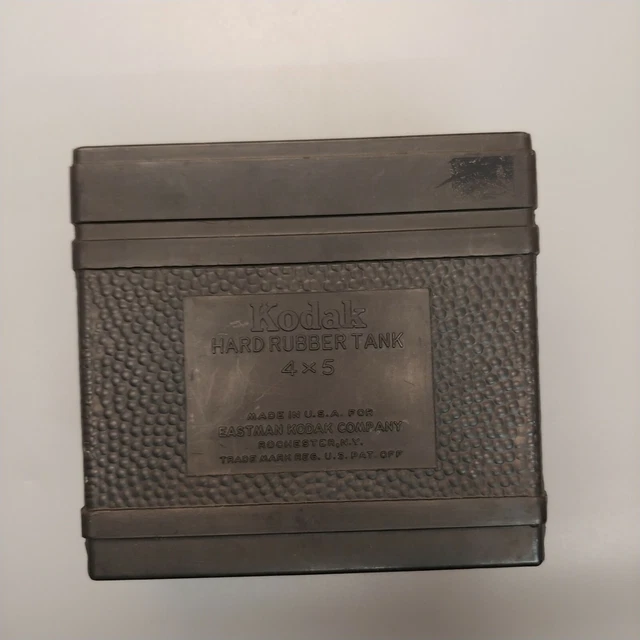 Kodak
HARD RUBBER TANK
4×5
MADE IN U.S.A. FOR
EASTMAN KODAK COMPANY
ROCHESTER, N.Y.
TRADE MARK REG. U.S. PAT. OFF